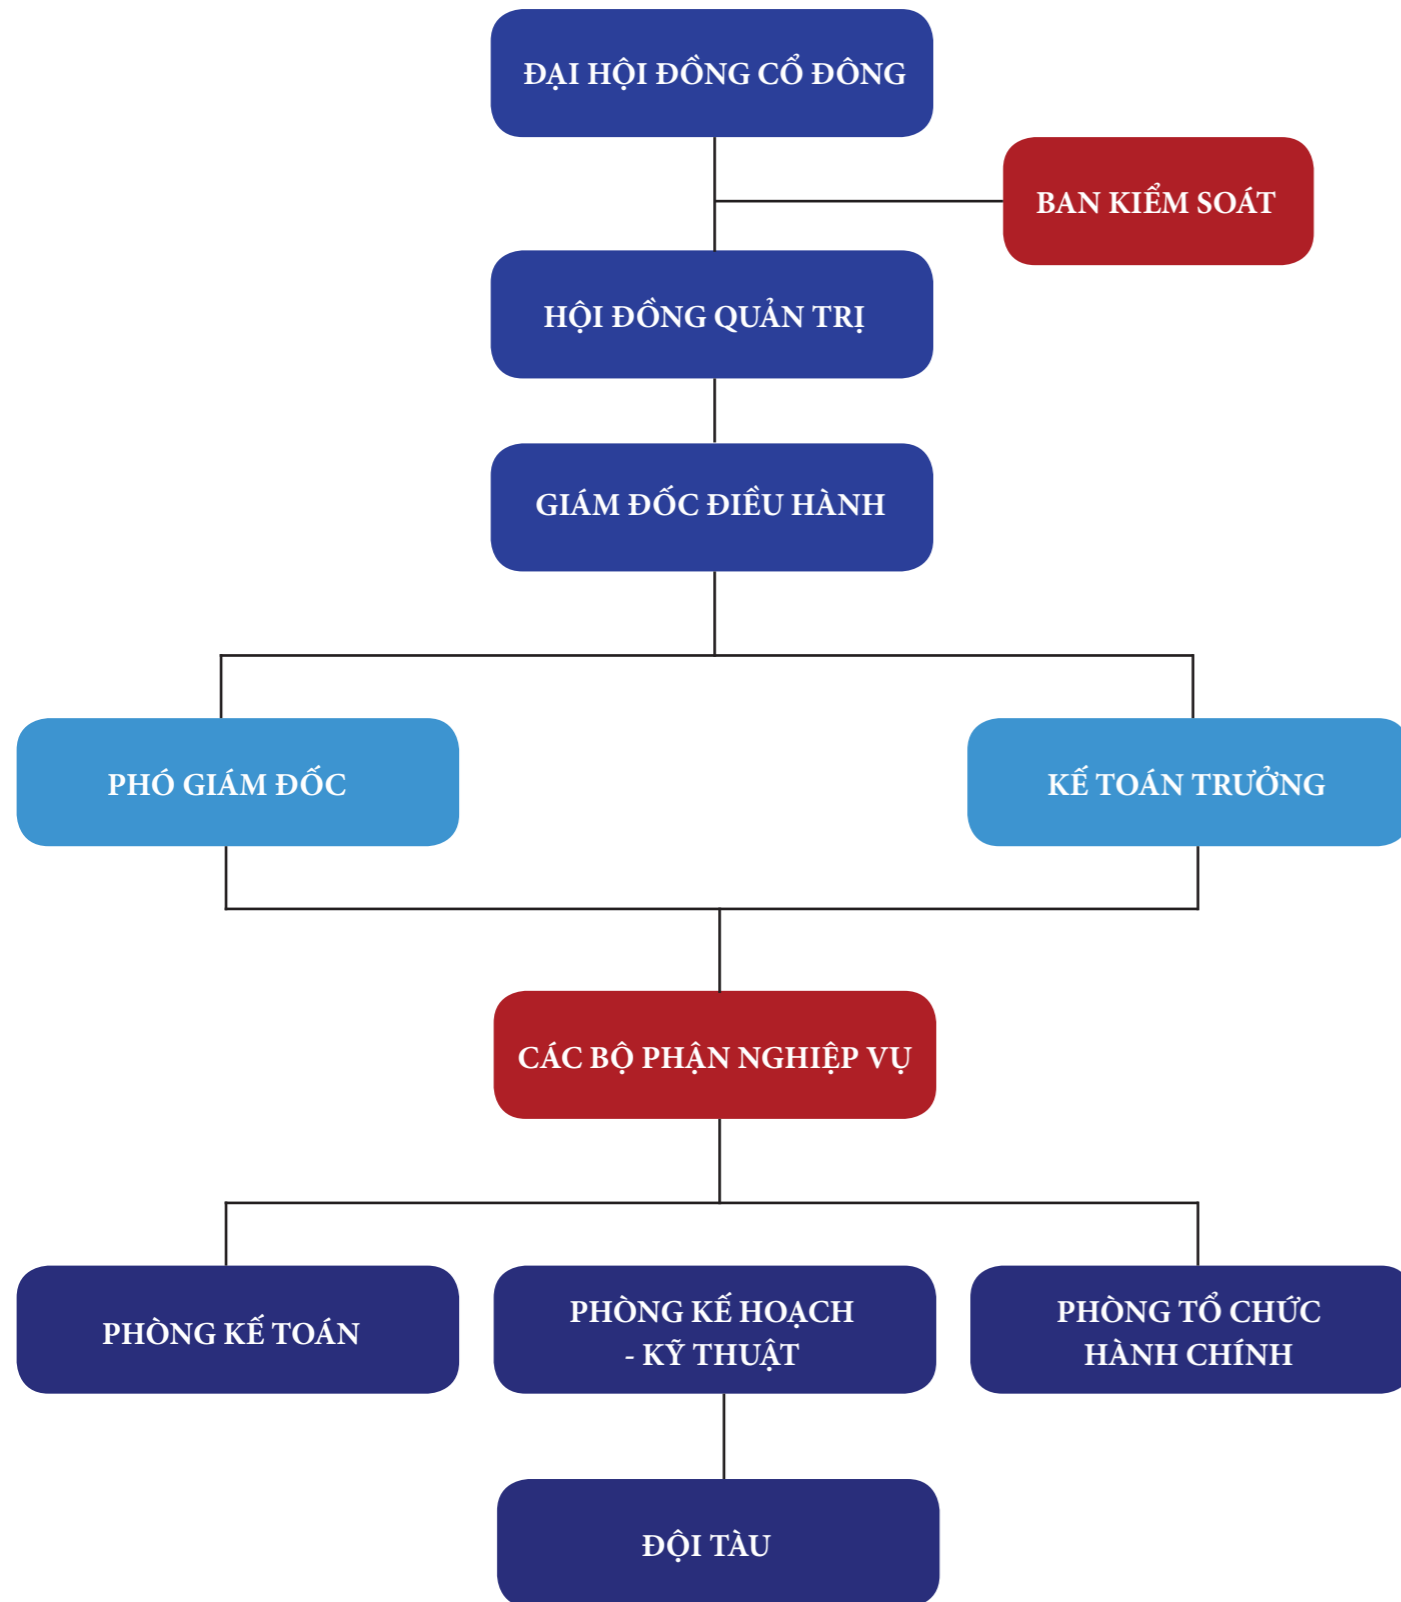 ĐẠI HỘI ĐỒNG CỔ ĐÔNG
BAN KIỂM SOÁT
HỘI ĐỒNG QUẢN TRỊ
GIÁM ĐỐC ĐIỀU HÀNH
PHÓ GIÁM ĐỐC
KẾ TOÁN TRƯỞNG
CÁC BỘ PHẬN NGHIỆP VỤ
PHÒNG KẾ TOÁN
PHÒNG KẾ HOẠCH
- KỸ THUẬT
PHÒNG TỔ CHỨC
HÀNH CHÍNH
ĐỘI TÀU